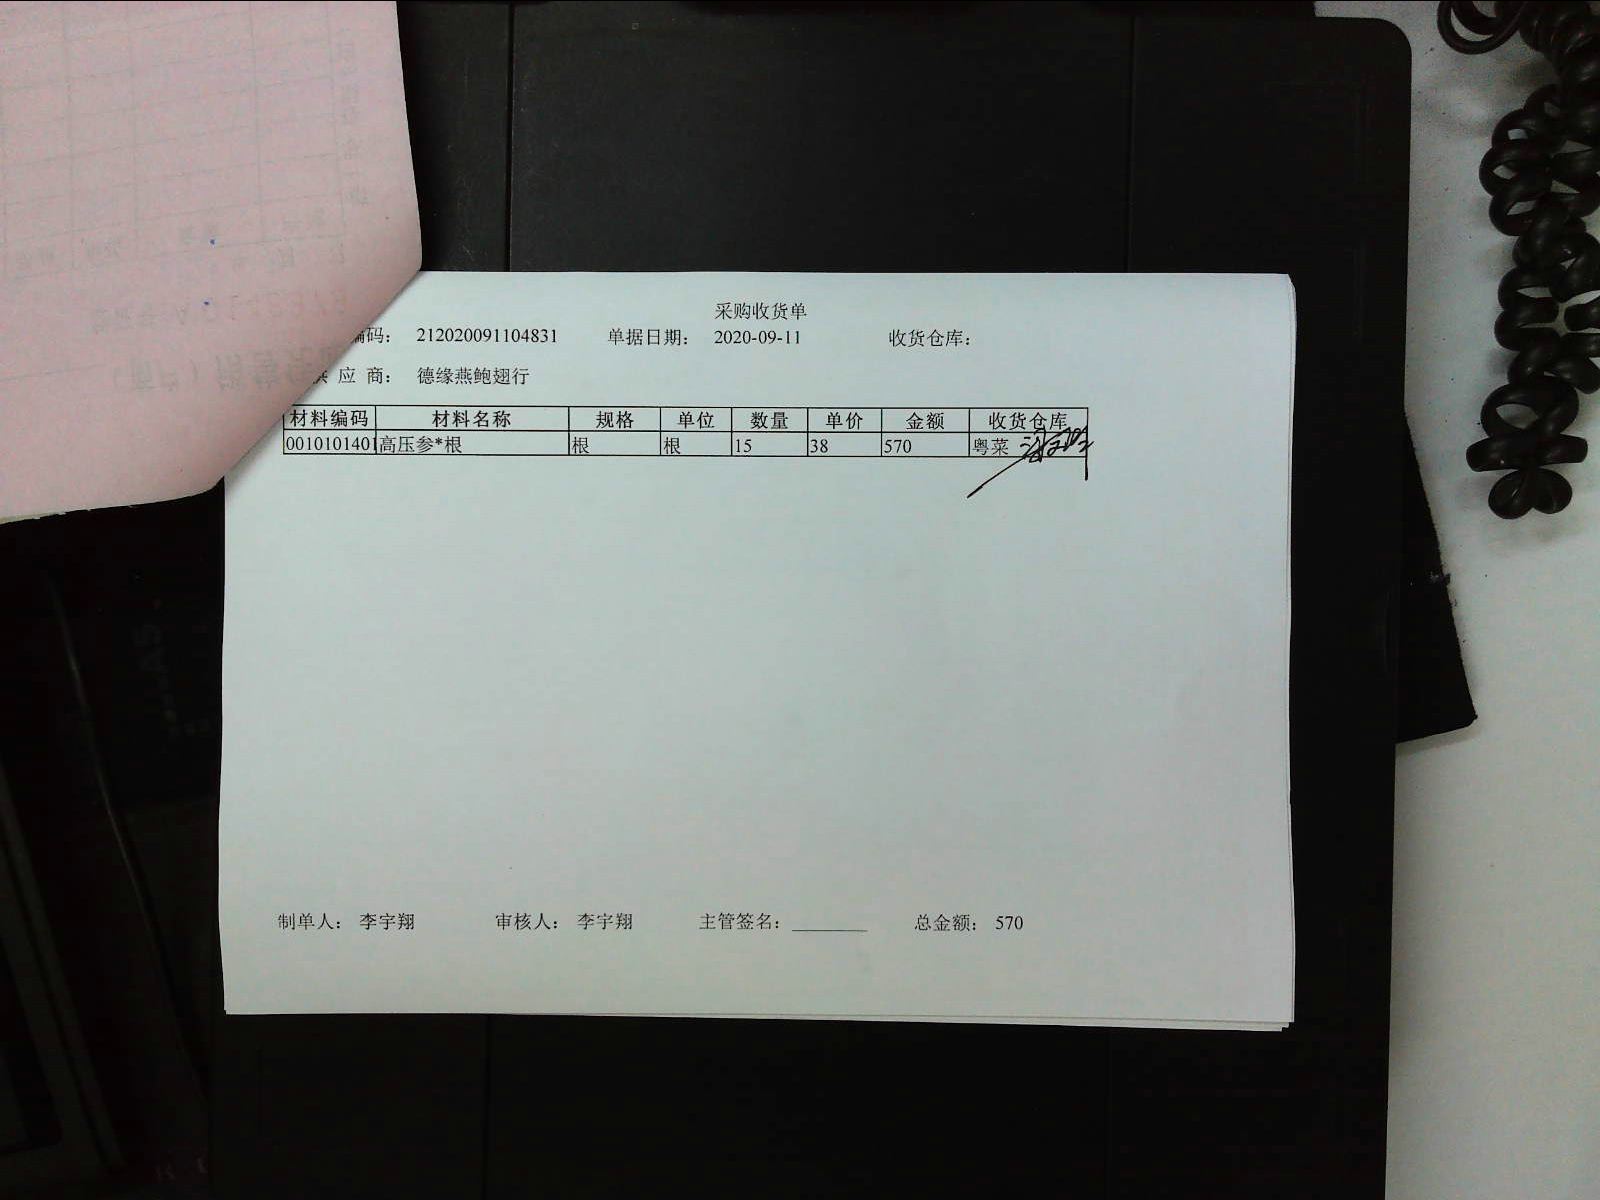 采购收货单
编码： 212020091104831 单据日期： 2020-09-11 收货仓库：
供 应 商： 德缘燕鲍翅行
材料编码 材料名称 规格 单位 数量 单价 金额 收货仓库
0010101401 高压参*根 根 根 15 38 570 粤菜
制单人： 李宇翔 审核人： 李宇翔 主管签名：________ 总金额： 570